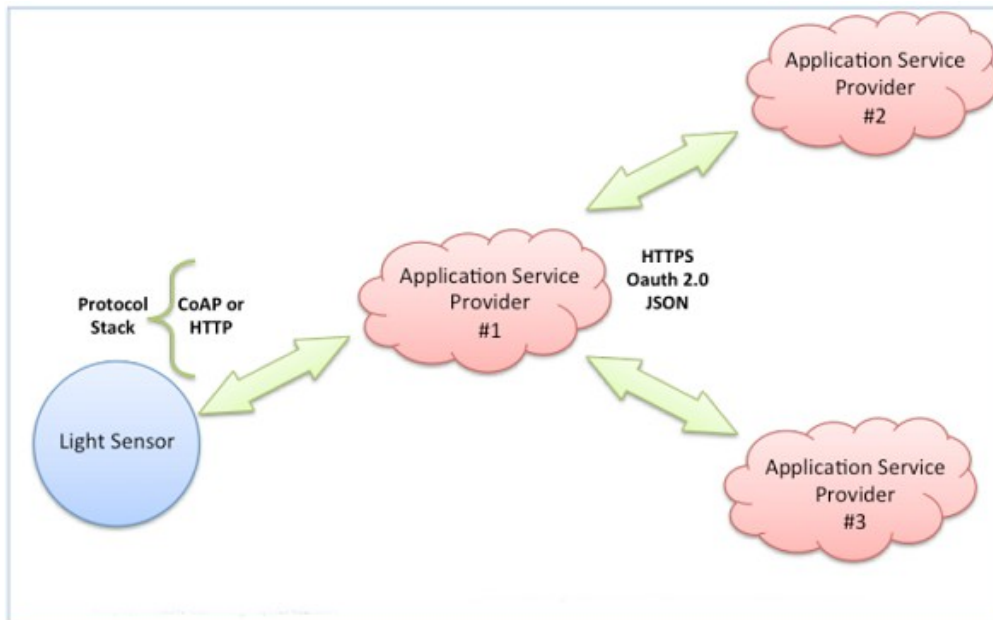 Application Service
Provider
#2
HTTPS
Oauth 2.0
JSON
Application Service
Provider
#1
Protocol
Stack
CoAP or
HTTP
Light Sensor
Application Service
Provider
#3